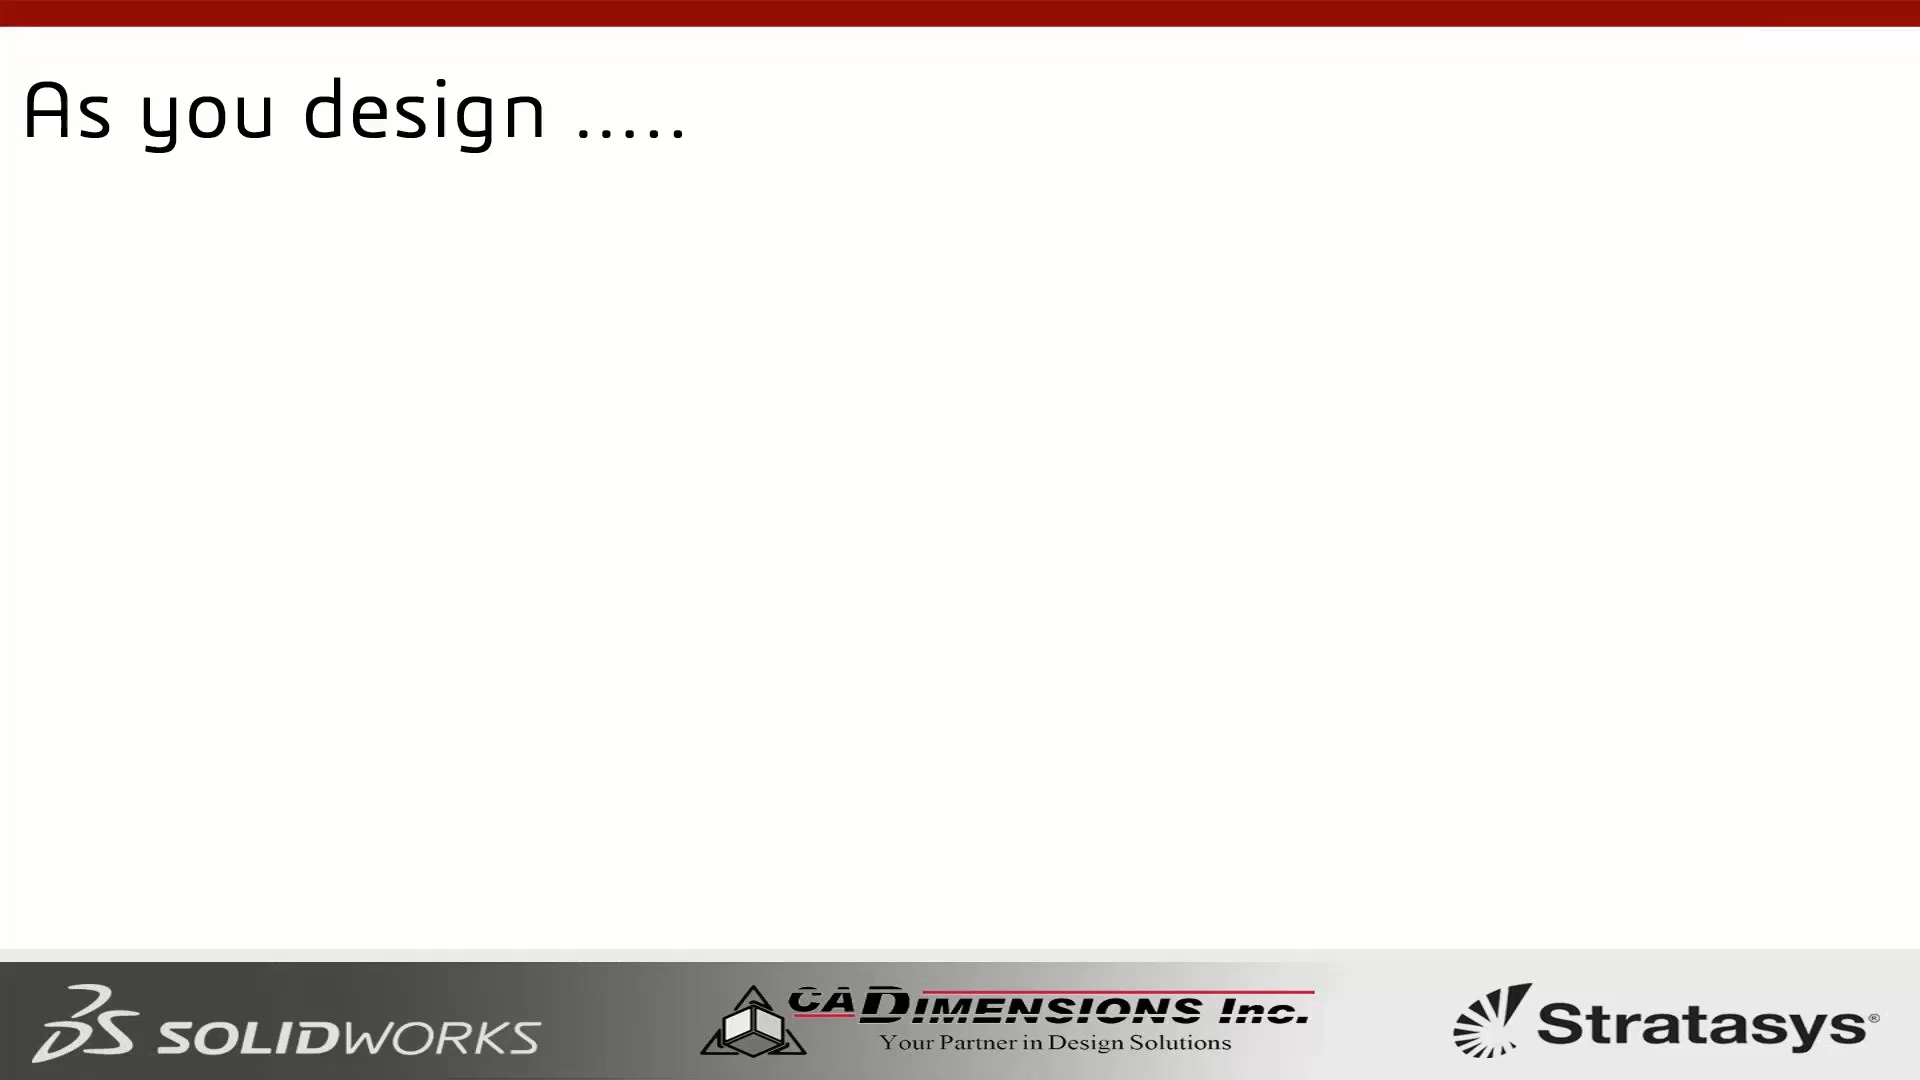 As you design .....
SOLIDWORKS
CADIMENSIONS Inc.
Your Partner in Design Solutions
Stratasys®